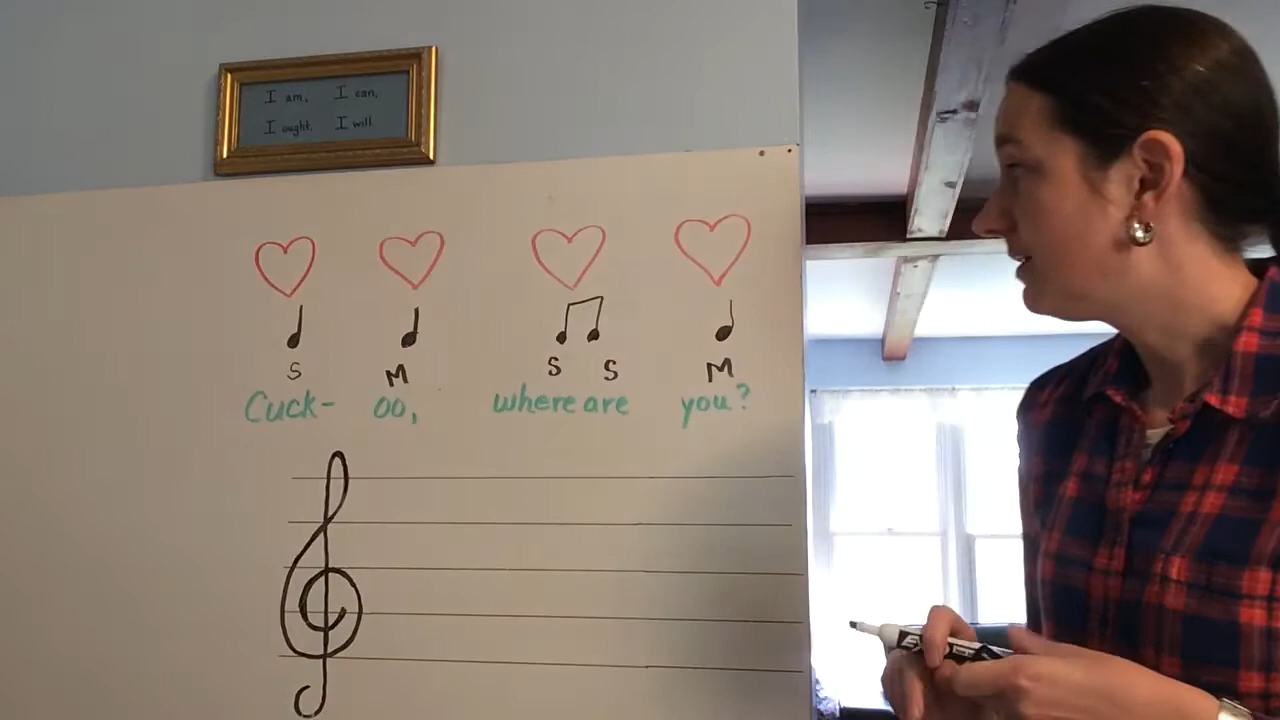 I am, I can,
I ought, I will.
S M S S M
Cuck- oo, where are you?